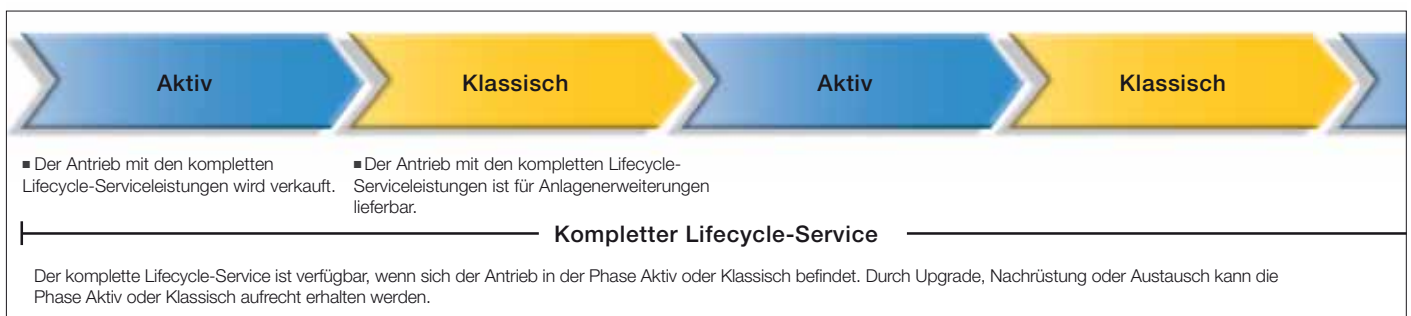 Aktiv Klassisch Aktiv Klassisch
■ Der Antrieb mit den kompletten
Lifecycle-Serviceleistungen wird verkauft.
■ Der Antrieb mit den kompletten Lifecycle-
Serviceleistungen ist für Anlagenerweiterungen
lieferbar.
Kompletter Lifecycle-Service
Der komplette Lifecycle-Service ist verfügbar, wenn sich der Antrieb in der Phase Aktiv oder Klassisch befindet. Durch Upgrade, Nachrüstung oder Austausch kann die
Phase Aktiv oder Klassisch aufrecht erhalten werden.